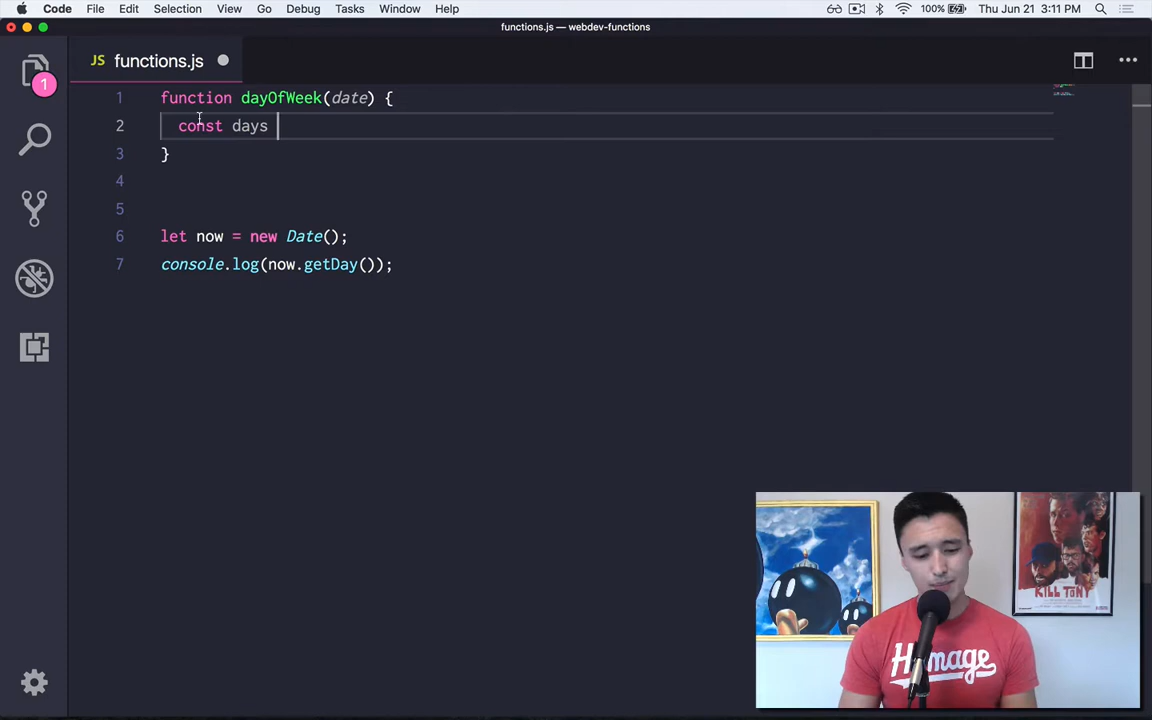 Code File Edit Selection View Go Debug Tasks Window Help 100% Thu Jun 21 3:11 PM
functions.js — webdev-functions
1
JS functions.js
1 function dayOfWeek(date) {
2 const days
3 }
4
5
6 let now = new Date();
7 console.log(now.getDay());
KILL TONY
Homage